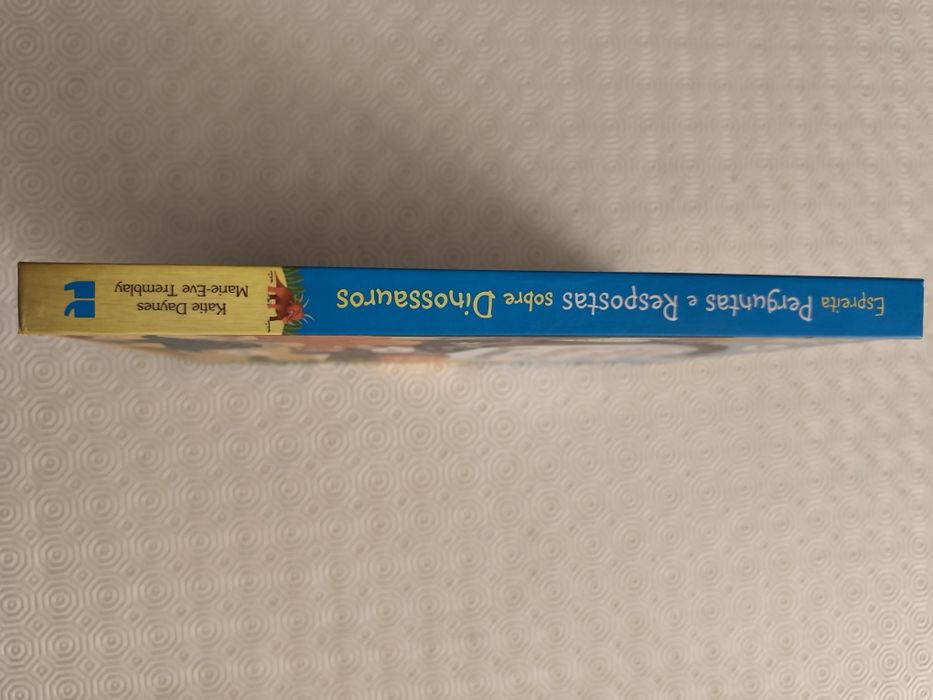 Espreita Perguntas e Respostas sobre Dinossauros
Katie Daynes
Marie-Eve Tremblay